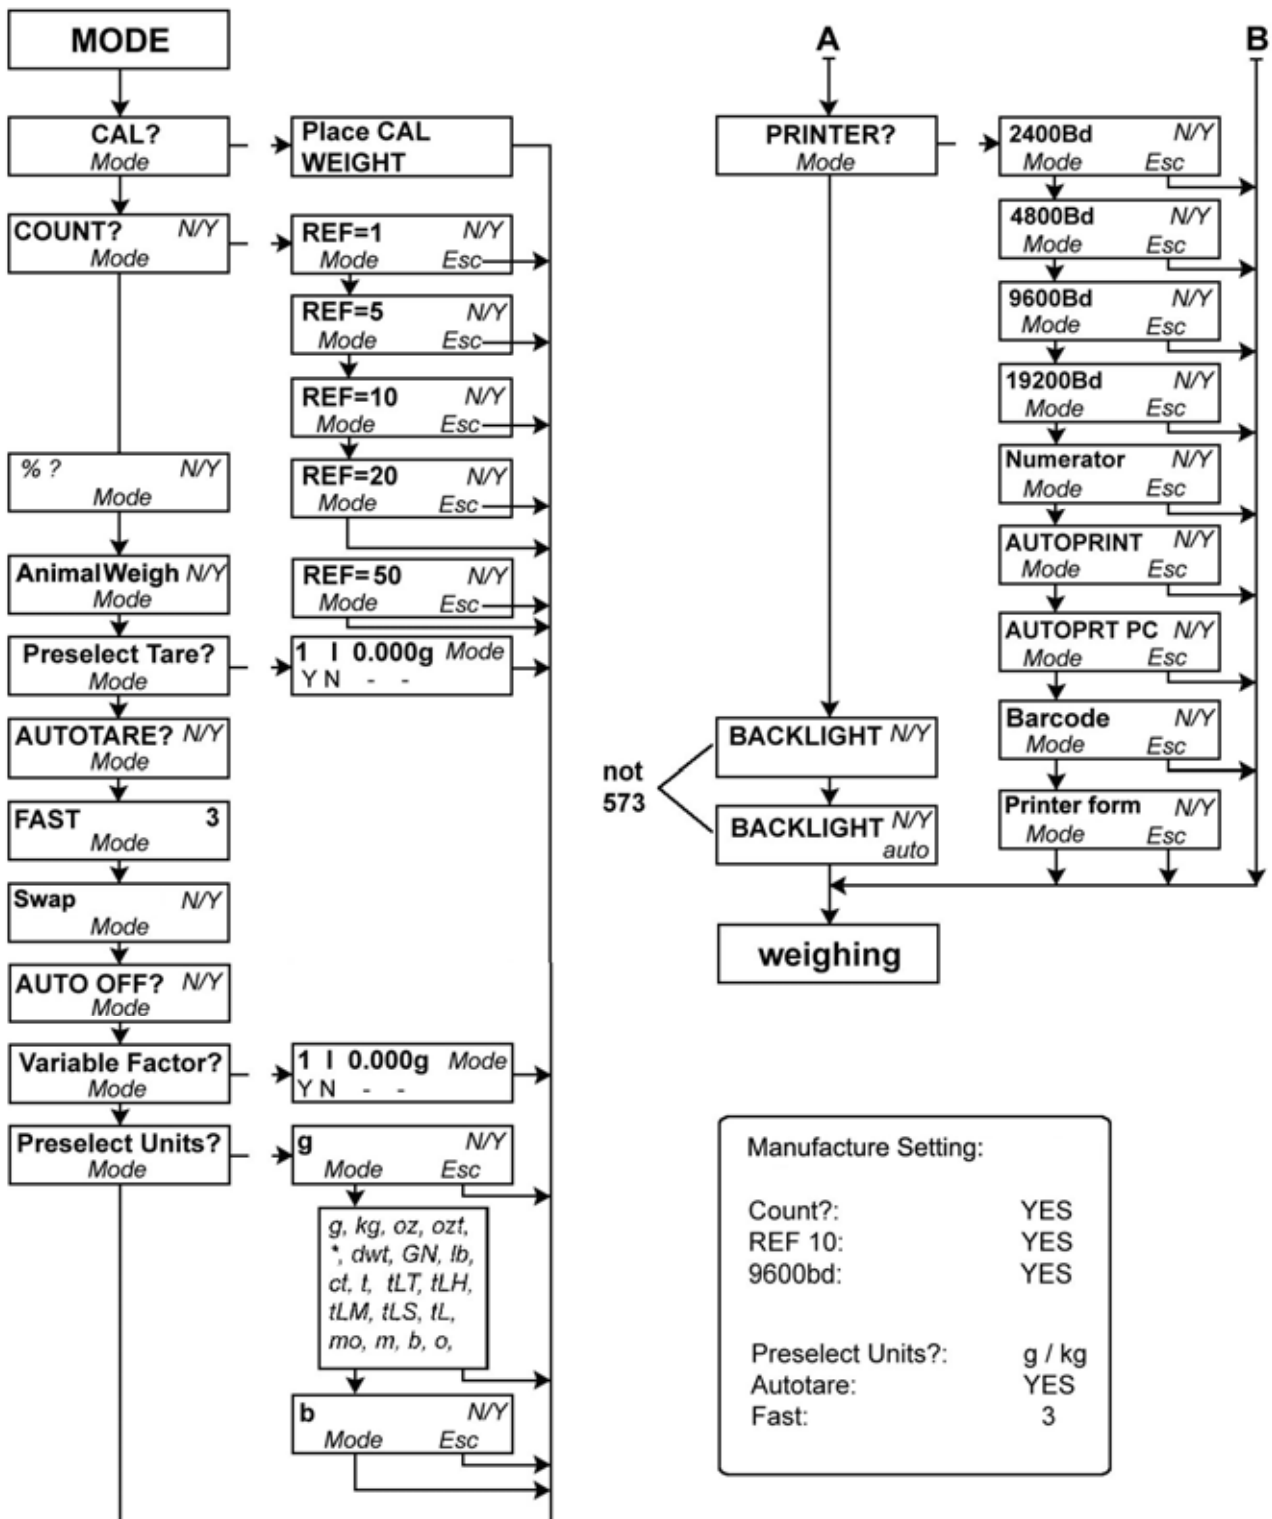 MODE
CAL?
Mode
Place CAL
WEIGHT
COUNT? N/Y
Mode
REF=1 N/Y
Mode Esc
REF=5 N/Y
Mode Esc
REF=10 N/Y
Mode Esc
% ? N/Y
Mode
REF=20 N/Y
Mode Esc
AnimalWeigh N/Y
Mode
REF=50 N/Y
Mode Esc
Preselect Tare?
Mode
1 I 0.000g Mode
Y N - -
AUTOTARE? N/Y
Mode
FAST 3
Mode
Swap N/Y
Mode
AUTO OFF? N/Y
Mode
Variable Factor?
Mode
1 I 0.000g Mode
Y N - -
Preselect Units?
Mode
g N/Y
Mode Esc
g, kg, oz, ozt,
*, dwt, GN, lb,
ct, t, tLT, tLH,
tLM, tLS, tL,
mo, m, b, o,
b N/Y
Mode Esc
A
B
PRINTER?
Mode
2400Bd N/Y
Mode Esc
4800Bd N/Y
Mode Esc
9600Bd N/Y
Mode Esc
19200Bd N/Y
Mode Esc
Numerator N/Y
Mode Esc
AUTOPRINT N/Y
Mode Esc
AUTOPRT PC N/Y
Mode Esc
Barcode N/Y
Mode Esc
Printer form N/Y
Mode Esc
not
573
BACKLIGHT N/Y
BACKLIGHT N/Y
auto
weighing
Manufacture Setting:
Count?: YES
REF 10: YES
9600bd: YES
Preselect Units?: g / kg
Autotare: YES
Fast: 3